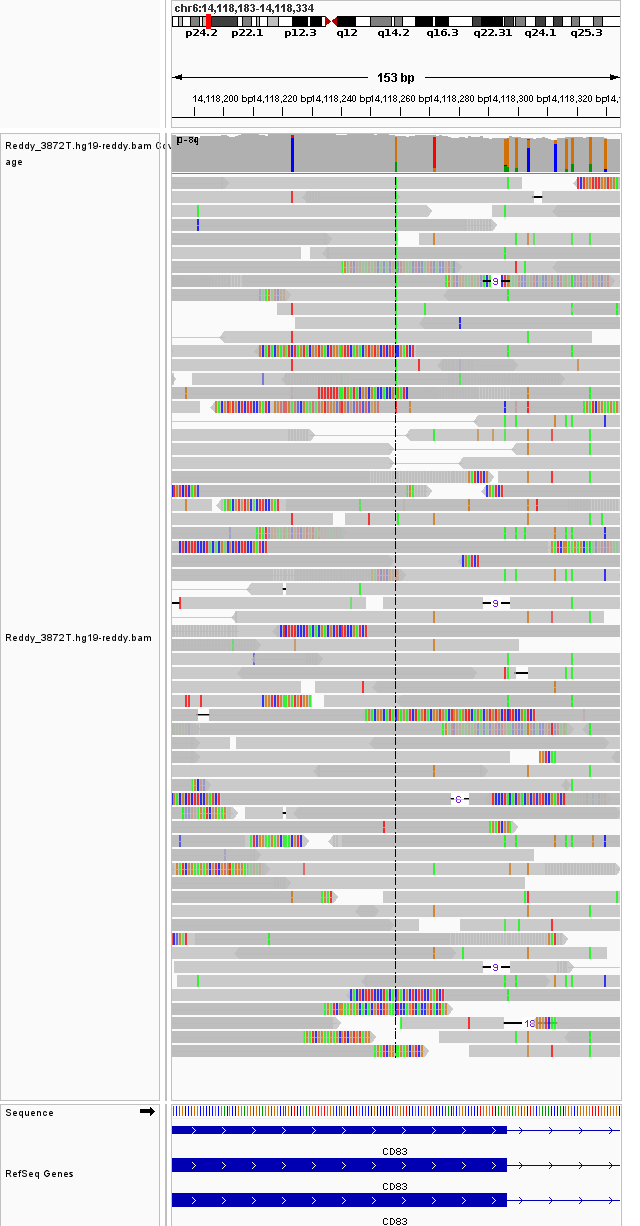 chr6:14,118,183-14,118,334
p24.2 p22.1 p12.3 q12 q14.2 q16.3 q22.31 q24.1 q25.3
153 bp
14,118,200 bp 14,118,220 bp 14,118,240 bp 14,118,260 bp 14,118,280 bp 14,118,300 bp 14,118,320 bp 14,1
Reddy_3872T.hg19-reddy.bam Cov
age
9
9
Reddy_3872T.hg19-reddy.bam
6
9
18
Sequence
CD83
RefSeq Genes
CD83
CD83